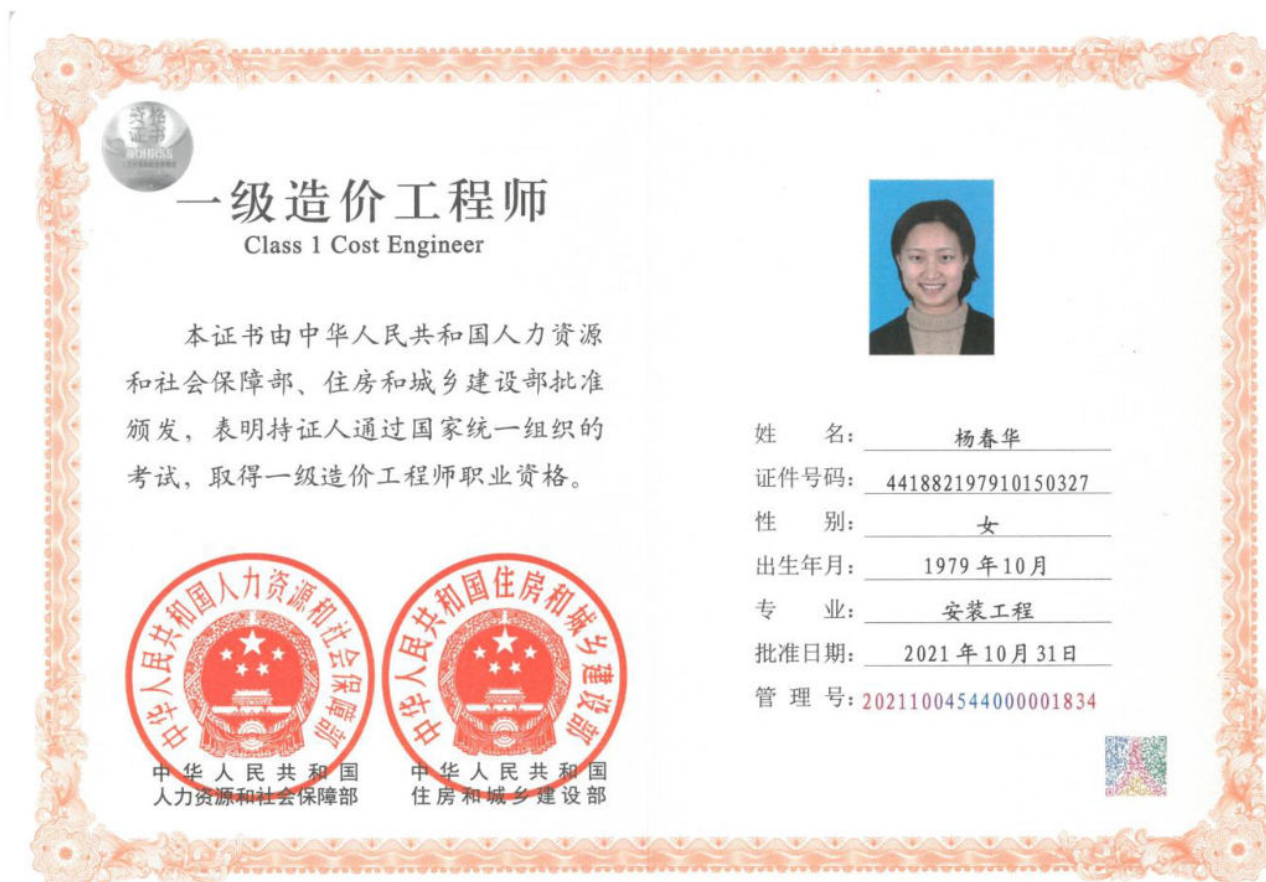 资格
证书
MOHRSS
一级造价工程师
Class 1 Cost Engineer
本证书由中华人民共和国人力资源
和社会保障部、住房和城乡建设部批准
颁发，表明持证人通过国家统一组织的
考试，取得一级造价工程师职业资格。
中华人民共和国人力资源和社会保障部
中华人民共和国住房和城乡建设部
中华人民共和国
人力资源和社会保障部
中华人民共和国
住房和城乡建设部
姓名：杨春华
证件号码：441882197910150327
性别：女
出生年月：1979年10月
专业：安装工程
批准日期：2021年10月31日
管理号：20211004544000001834